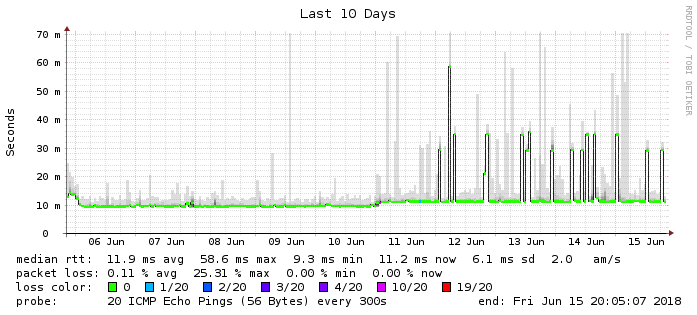 Last 10 Days
RRDTOOL / TOBI OETIKER
Seconds
70 m
60 m
50 m
40 m
30 m
20 m
10 m
0
06 Jun 07 Jun 08 Jun 09 Jun 10 Jun 11 Jun 12 Jun 13 Jun 14 Jun 15 Jun
median rtt: 11.9 ms avg 58.6 ms max 9.3 ms min 11.2 ms now 6.1 ms sd 2.0 am/s
packet loss: 0.11 % avg 25.31 % max 0.00 % min 0.00 % now
loss color: 0 1/20 2/20 3/20 4/20 10/20 19/20
probe: 20 ICMP Echo Pings (56 Bytes) every 300s end: Fri Jun 15 20:05:07 2018